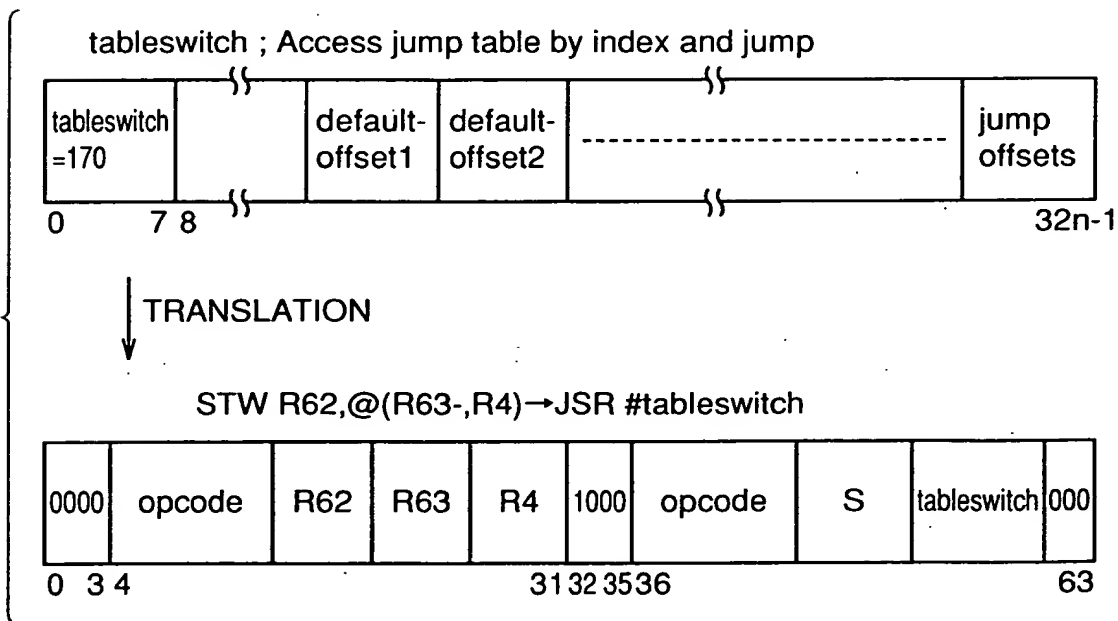 tableswitch ; Access jump table by index and jump
tableswitch
=170
default-
offset1
default-
offset2
jump
offsets
0 7 8 32n-1
TRANSLATION
STW R62,@(R63-,R4)→JSR #tableswitch
0000 opcode R62 R63 R4 1000 opcode S tableswitch 000
0 3 4 31 32 35 36 63